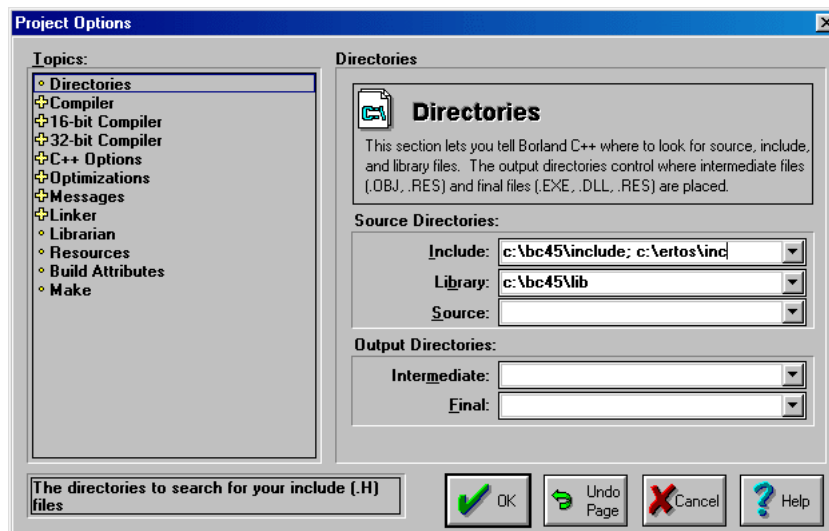 Project Options
Topics:
Directories
Compiler
16-bit Compiler
32-bit Compiler
C++ Options
Optimizations
Messages
Linker
Librarian
Resources
Build Attributes
Make
Directories
C:\
Directories
This section lets you tell Borland C++ where to look for source, include,
and library files. The output directories control where intermediate files
(.OBJ, .RES) and final files (.EXE, .DLL, .RES) are placed.
Source Directories:
Include: c:\bc45\include; c:\ertos\inc
Library: c:\bc45\lib
Source:
Output Directories:
Intermediate:
Final:
The directories to search for your include (.H)
files
OK
Undo
Page
Cancel
Help